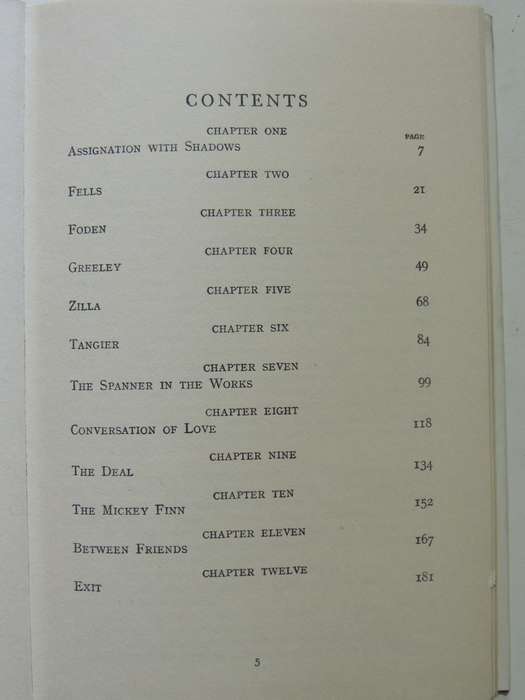 CONTENTS
CHAPTER ONE
PAGE
ASSIGNATION WITH SHADOWS 7
CHAPTER TWO
FELLS 21
CHAPTER THREE
FODEN 34
CHAPTER FOUR
GREELEY 49
CHAPTER FIVE
ZILLA 68
CHAPTER SIX
TANGIER 84
CHAPTER SEVEN
THE SPANNER IN THE WORKS 99
CHAPTER EIGHT
CONVERSATION OF LOVE 118
CHAPTER NINE
THE DEAL 134
CHAPTER TEN
THE MICKEY FINN 152
CHAPTER ELEVEN
BETWEEN FRIENDS 167
CHAPTER TWELVE
EXIT 181
5